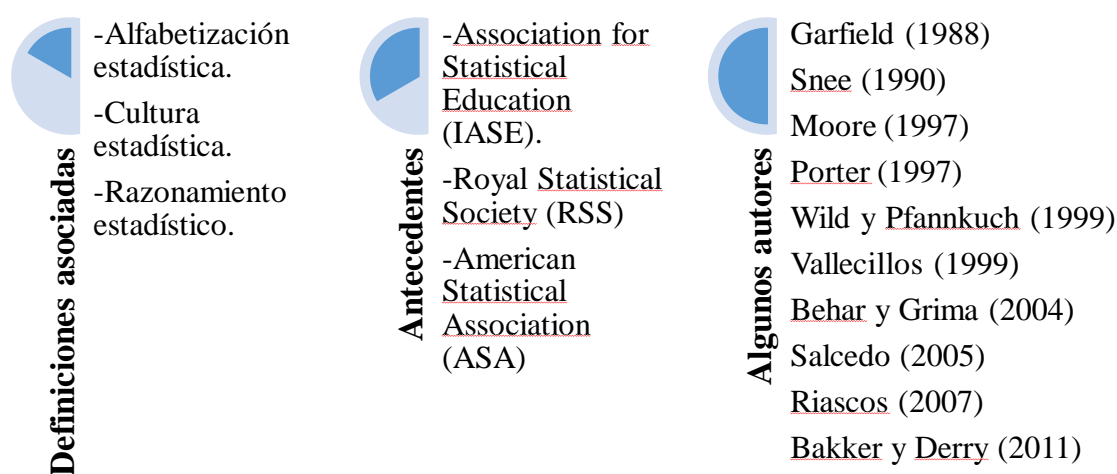 Definiciones asociadas
-Alfabetización
estadística.
-Cultura
estadística.
-Razonamiento
estadístico.
Antecedentes
-Association for
Statistical
Education
(IASE).
-Royal Statistical
Society (RSS)
-American
Statistical
Association
(ASA)
Algunos autores
Garfield (1988)
Snee (1990)
Moore (1997)
Porter (1997)
Wild y Pfannkuch (1999)
Vallecillos (1999)
Behar y Grima (2004)
Salcedo (2005)
Riascos (2007)
Bakker y Derry (2011)